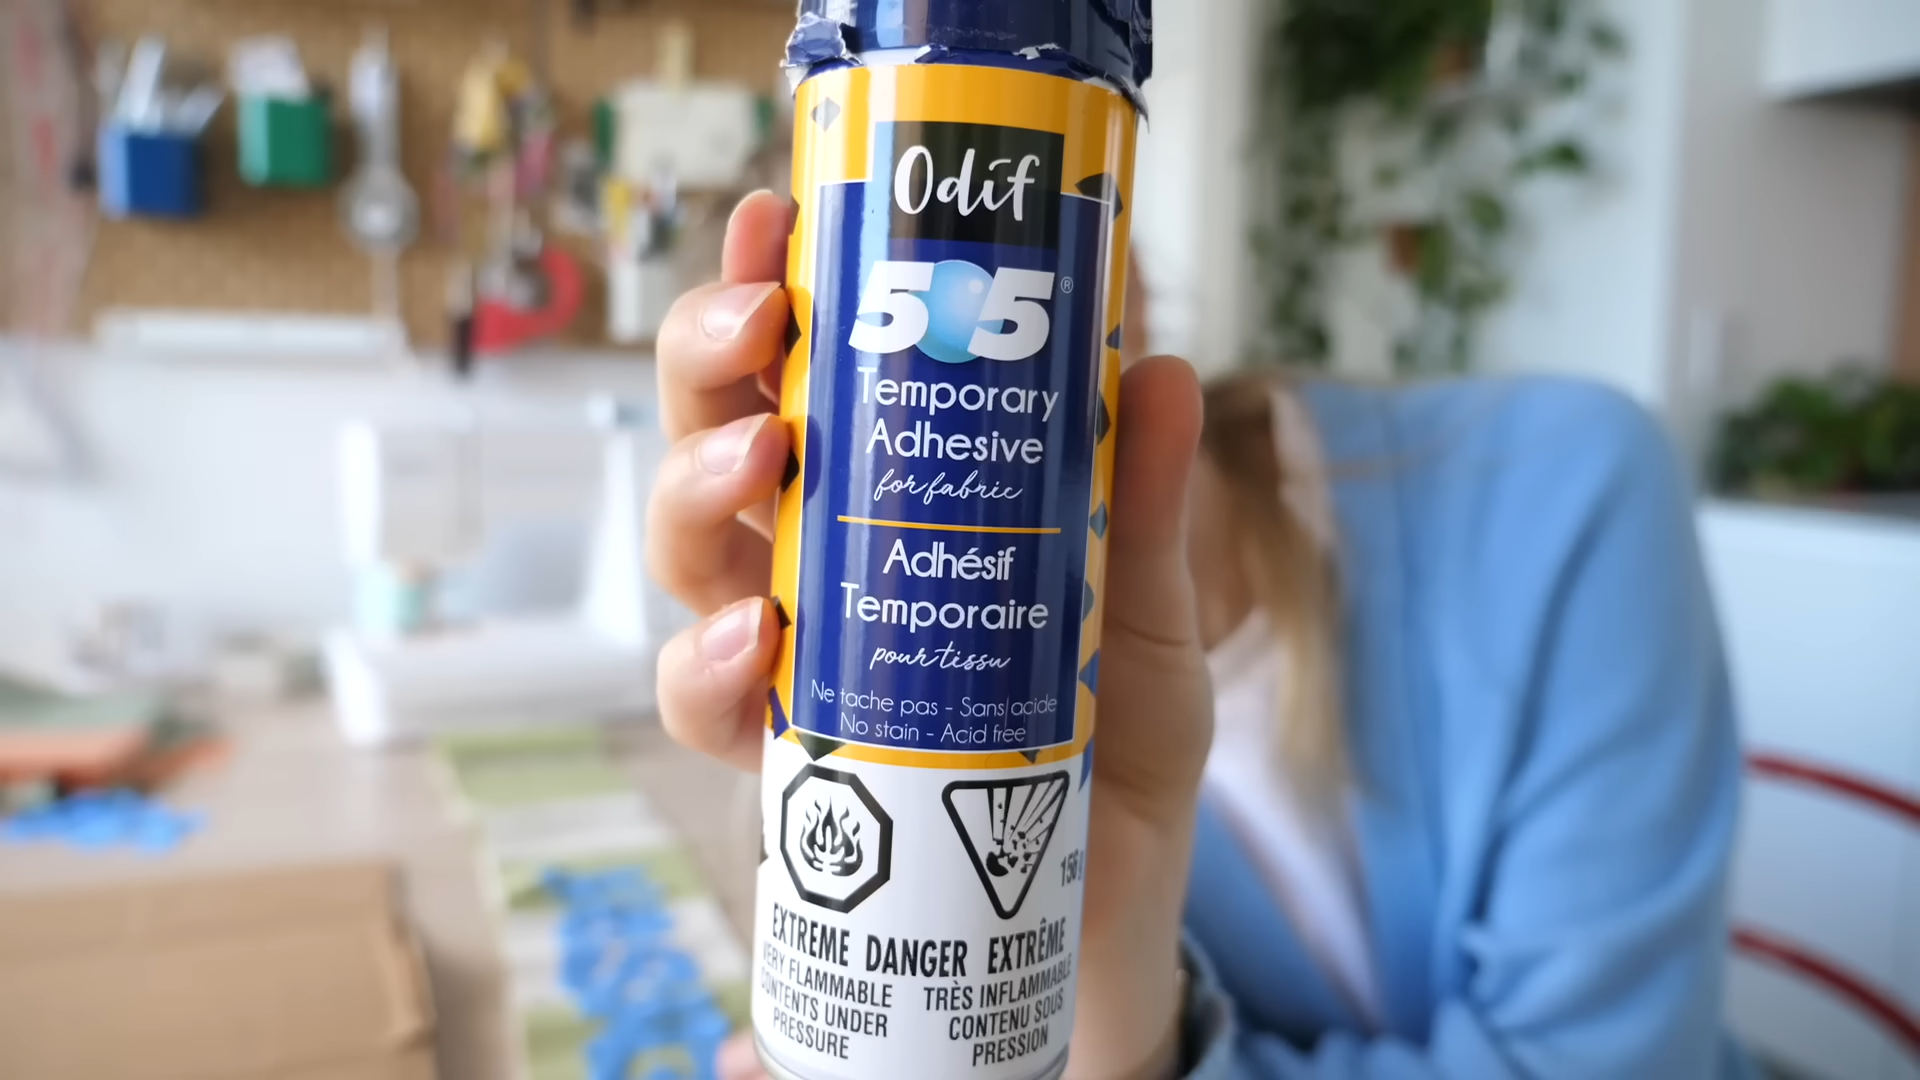 Odif
505®
Temporary
Adhesive
for fabric
Adhésif
Temporaire
pour tissu
Ne tache pas - Sans acide
No stain - Acid free
156 g
EXTREME DANGER EXTRÊME
VERY FLAMMABLE
CONTENTS UNDER
PRESSURE
TRÈS INFLAMMABLE
CONTENU SOUS
PRESSION